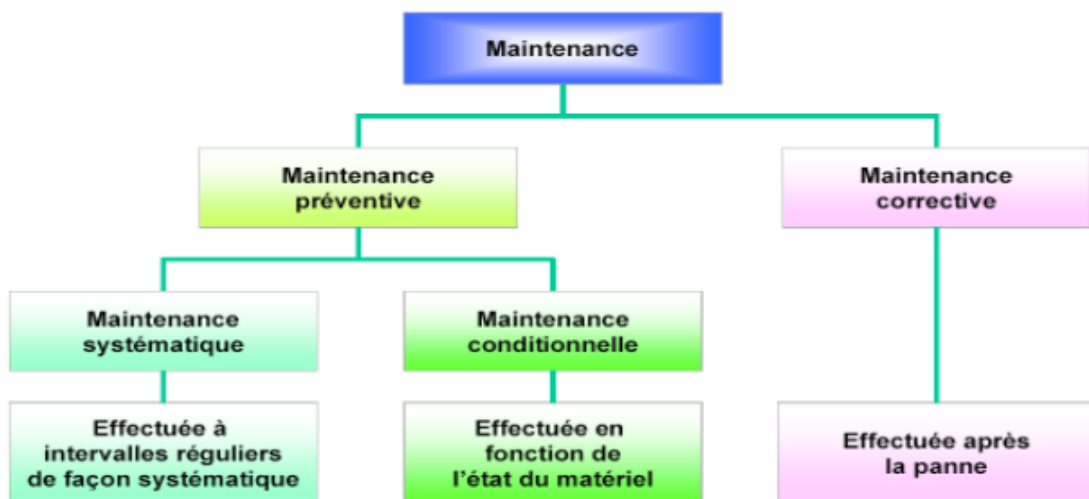 Maintenance
Maintenance
préventive
Maintenance
corrective
Maintenance
systématique
Maintenance
conditionnelle
Effectuée à
intervalles réguliers
de façon systématique
Effectuée en
fonction de
l'état du matériel
Effectuée après
la panne